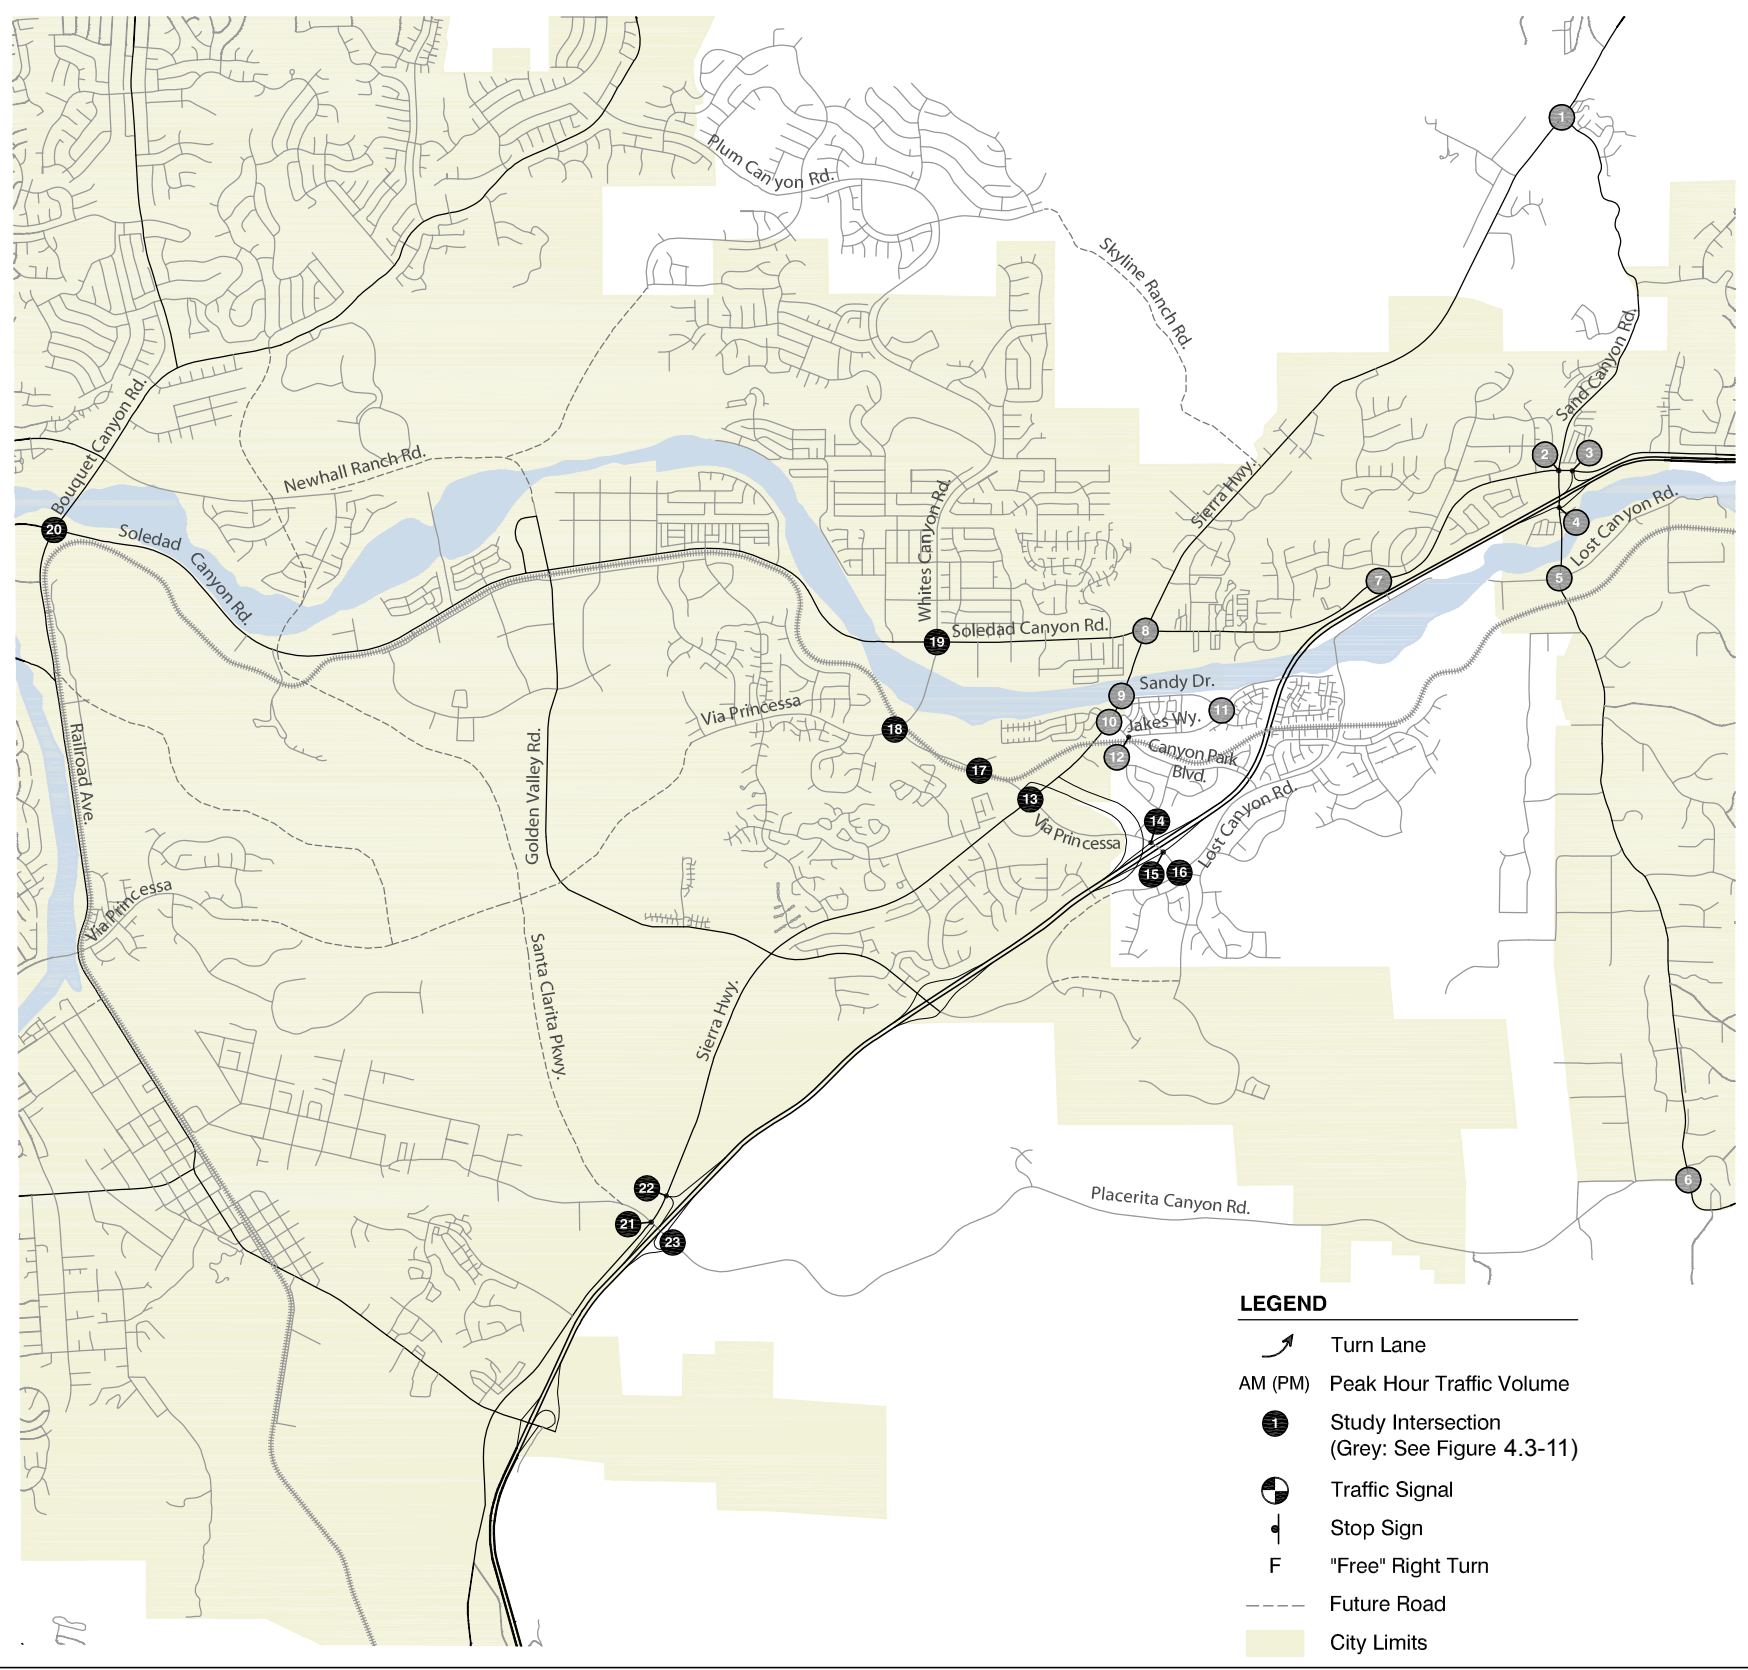 1
Plum Canyon Rd.
Skyline Ranch Rd.
Sand Canyon Rd.
Bouquet Canyon Rd.
Newhall Ranch Rd.
Sierra Hwy.
2
3
4
Lost Canyon Rd.
5
20
Soledad Canyon Rd.
Whites Canyon Rd.
7
19
Soledad Canyon Rd.
8
9
Sandy Dr.
10
Jakes Wy.
11
Via Princessa
18
12
Canyon Park
Blvd.
17
13
Railroad Ave.
Golden Valley Rd.
Via Princessa
14
Lost Canyon Rd.
15
16
Via Princessa
Santa Clarita Pkwy.
Sierra Hwy.
22
21
23
Placerita Canyon Rd.
6
LEGEND
Turn Lane
AM (PM) Peak Hour Traffic Volume
1 Study Intersection
(Grey: See Figure 4.3-11)
Traffic Signal
Stop Sign
F "Free" Right Turn
Future Road
City Limits